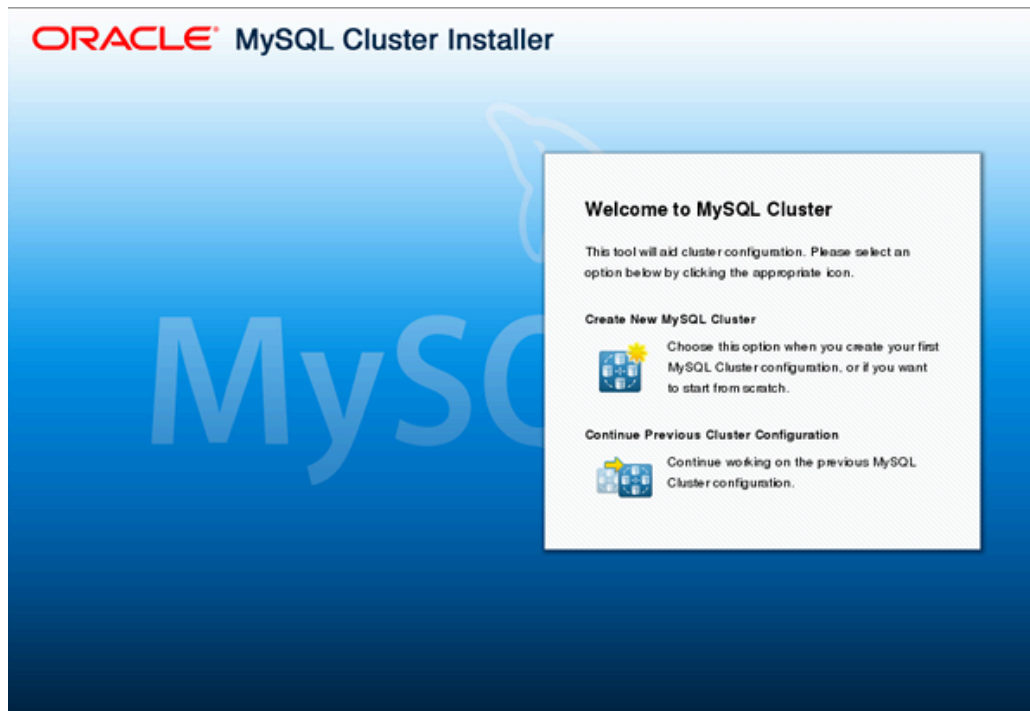 ORACLE® MySQL Cluster Installer
MySQ
Welcome to MySQL Cluster
This tool will aid cluster configuration. Please select an
option below by clicking the appropriate icon.
Create New MySQL Cluster
Choose this option when you create your first
MySQL Cluster configuration, or if you want
to start from scratch.
Continue Previous Cluster Configuration
Continue working on the previous MySQL
Cluster configuration.